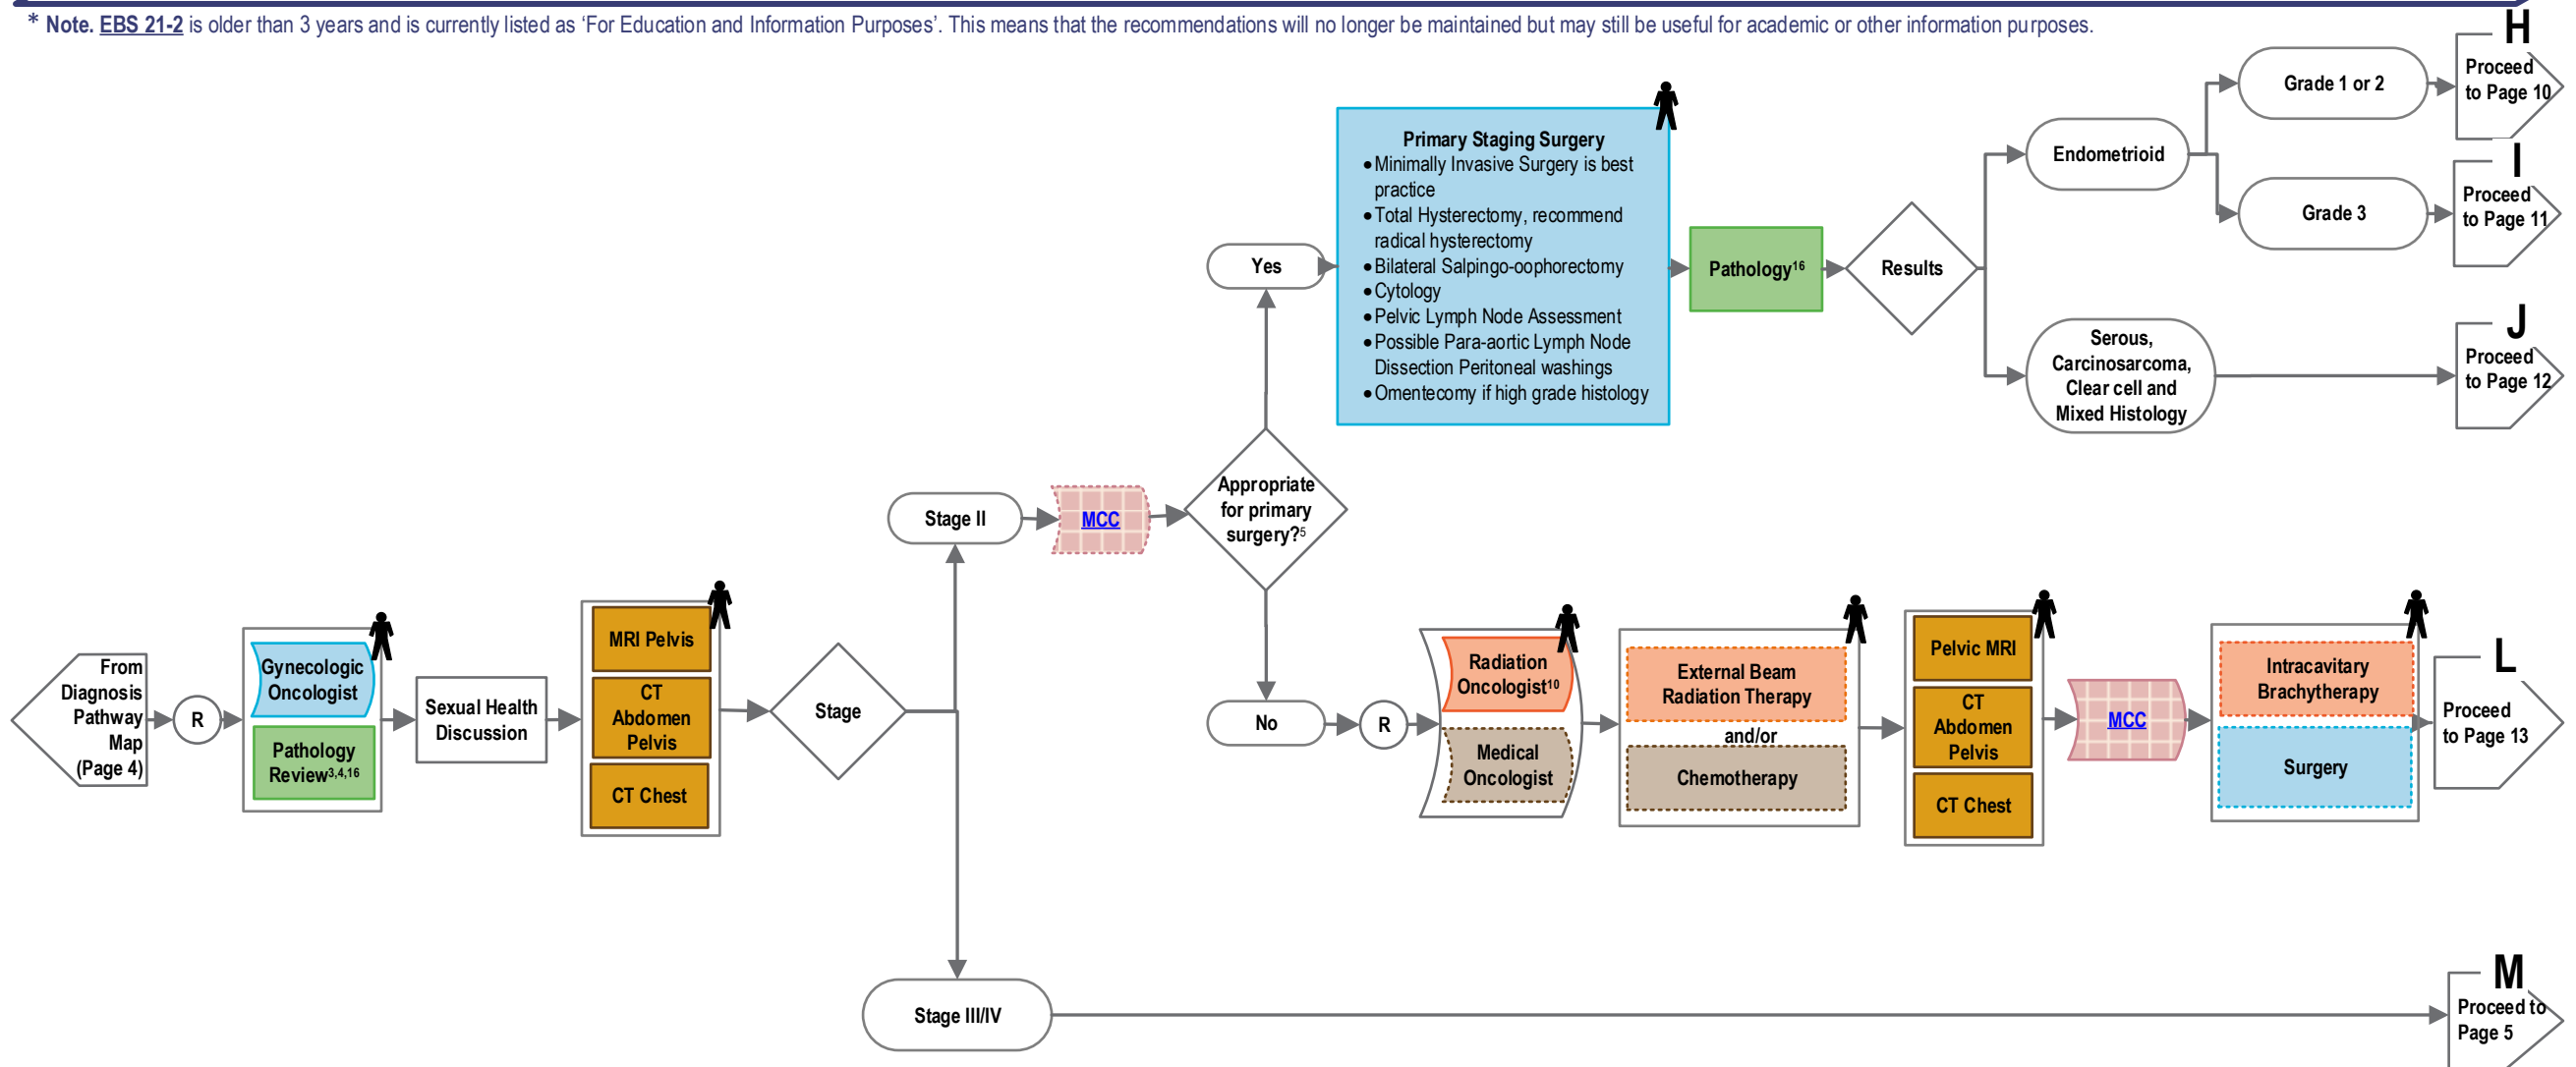 * Note. EBS 21-2 is older than 3 years and is currently listed as ‘For Education and Information Purposes’. This means that the recommendations will no longer be maintained but may still be useful for academic or other information purposes.
From
Diagnosis
Pathway
Map
(Page 4)
R
Gynecologic
Oncologist
Pathology
Review3,4,16
Sexual Health
Discussion
MRI Pelvis
CT
Abdomen
Pelvis
CT Chest
Stage
Stage II
MCC
Appropriate
for primary
surgery?5
Yes
Primary Staging Surgery
•Minimally Invasive Surgery is best
practice
•Total Hysterectomy, recommend
radical hysterectomy
•Bilateral Salpingo-oophorectomy
•Cytology
•Pelvic Lymph Node Assessment
•Possible Para-aortic Lymph Node
Dissection Peritoneal washings
•Omentecomy if high grade histology
Pathology16
Results
Endometrioid
Grade 1 or 2
H
Proceed
to Page 10
Grade 3
I
Proceed
to Page 11
Serous,
Carcinosarcoma,
Clear cell and
Mixed Histology
J
Proceed
to Page 12
No
R
Radiation
Oncologist10
Medical
Oncologist
External Beam
Radiation Therapy
and/or
Chemotherapy
Pelvic MRI
CT
Abdomen
Pelvis
CT Chest
MCC
Intracavitary
Brachytherapy
Surgery
L
Proceed
to Page 13
Stage III/IV
M
Proceed to
Page 5